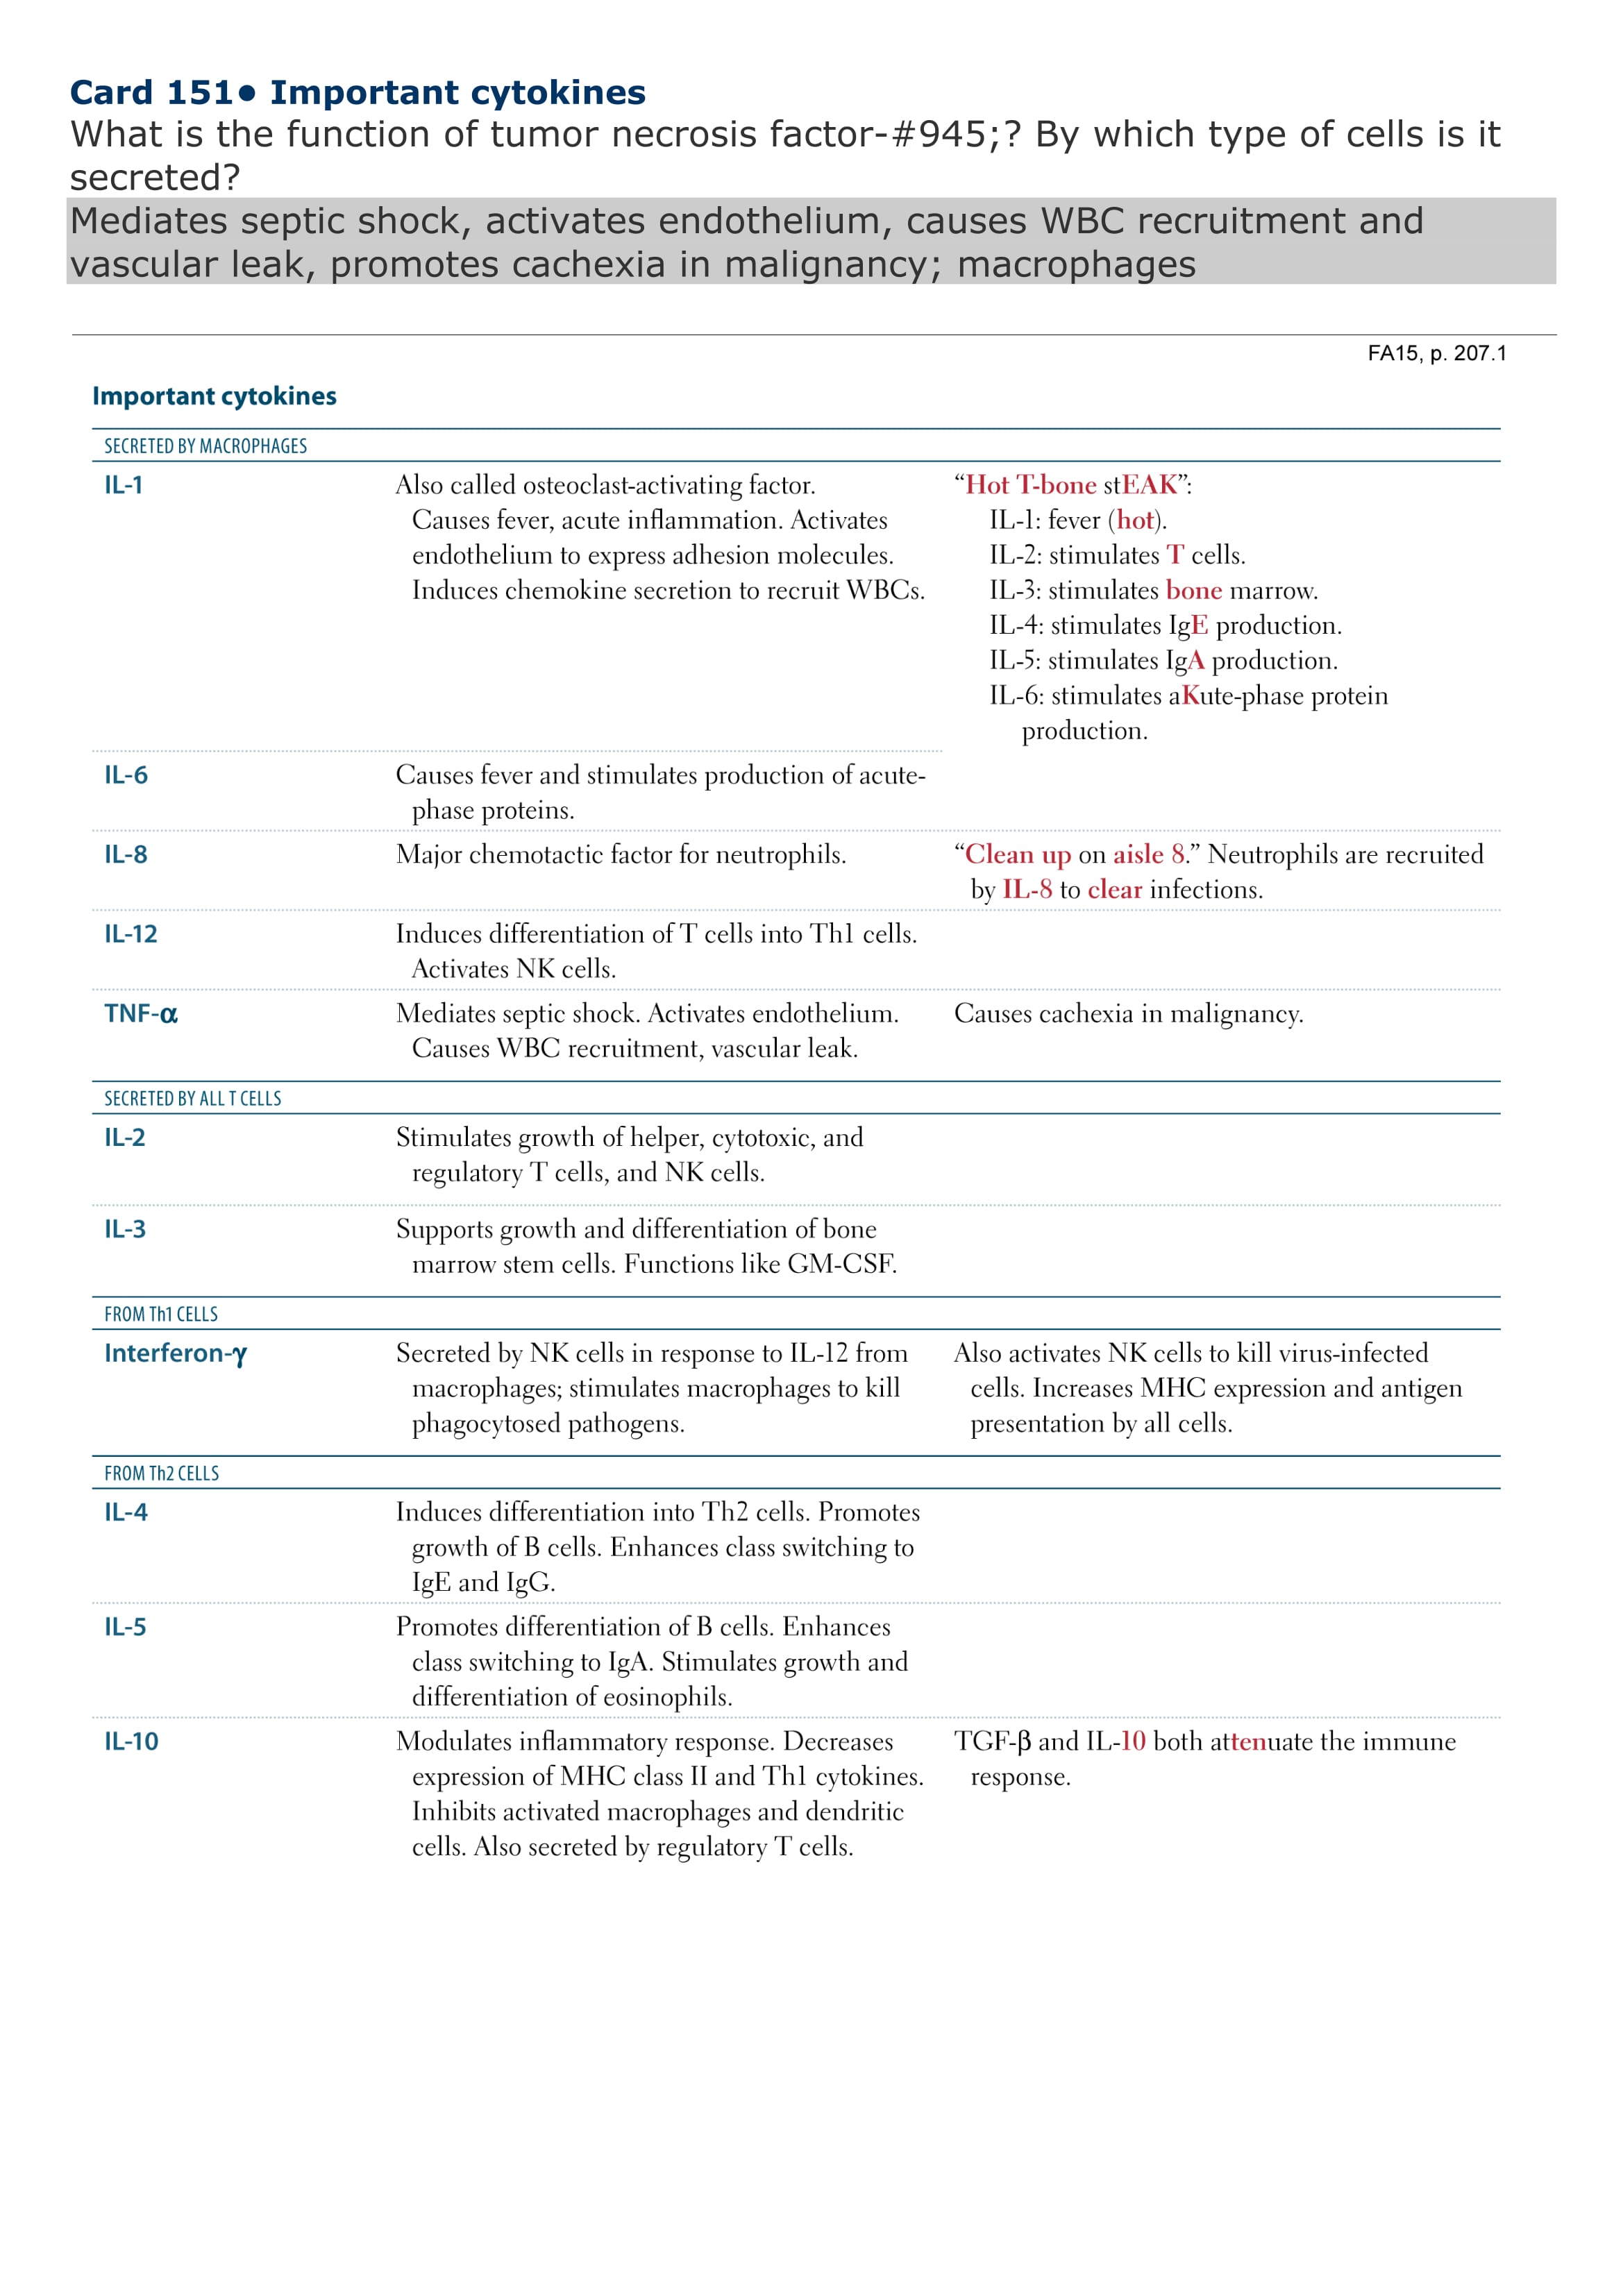 Card 151• Important cytokines
What is the function of tumor necrosis factor-#945;? By which type of cells is it
secreted?
Mediates septic shock, activates endothelium, causes WBC recruitment and
vascular leak, promotes cachexia in malignancy; macrophages
FA15, p. 207.1
Important cytokines
SECRETED BY MACROPHAGES
IL-1
Also called osteoclast-activating factor.
Causes fever, acute inflammation. Activates
endothelium to express adhesion molecules.
Induces chemokine secretion to recruit WBCs.
“Hot T-bone stEAK”:
IL-1: fever (hot).
IL-2: stimulates T cells.
IL-3: stimulates bone marrow.
IL-4: stimulates IgE production.
IL-5: stimulates IgA production.
IL-6: stimulates aKute-phase protein
production.
IL-6
Causes fever and stimulates production of acute-
phase proteins.
IL-8
Major chemotactic factor for neutrophils.
“Clean up on aisle 8.” Neutrophils are recruited
by IL-8 to clear infections.
IL-12
Induces differentiation of T cells into Th1 cells.
Activates NK cells.
TNF-α
Mediates septic shock. Activates endothelium.
Causes WBC recruitment, vascular leak.
Causes cachexia in malignancy.
SECRETED BY ALL T CELLS
IL-2
Stimulates growth of helper, cytotoxic, and
regulatory T cells, and NK cells.
IL-3
Supports growth and differentiation of bone
marrow stem cells. Functions like GM-CSF.
FROM Th1 CELLS
Interferon-γ
Secreted by NK cells in response to IL-12 from
macrophages; stimulates macrophages to kill
phagocytosed pathogens.
Also activates NK cells to kill virus-infected
cells. Increases MHC expression and antigen
presentation by all cells.
FROM Th2 CELLS
IL-4
Induces differentiation into Th2 cells. Promotes
growth of B cells. Enhances class switching to
IgE and IgG.
IL-5
Promotes differentiation of B cells. Enhances
class switching to IgA. Stimulates growth and
differentiation of eosinophils.
IL-10
Modulates inflammatory response. Decreases
expression of MHC class II and Th1 cytokines.
Inhibits activated macrophages and dendritic
cells. Also secreted by regulatory T cells.
TGF-β and IL-10 both attenuate the immune
response.